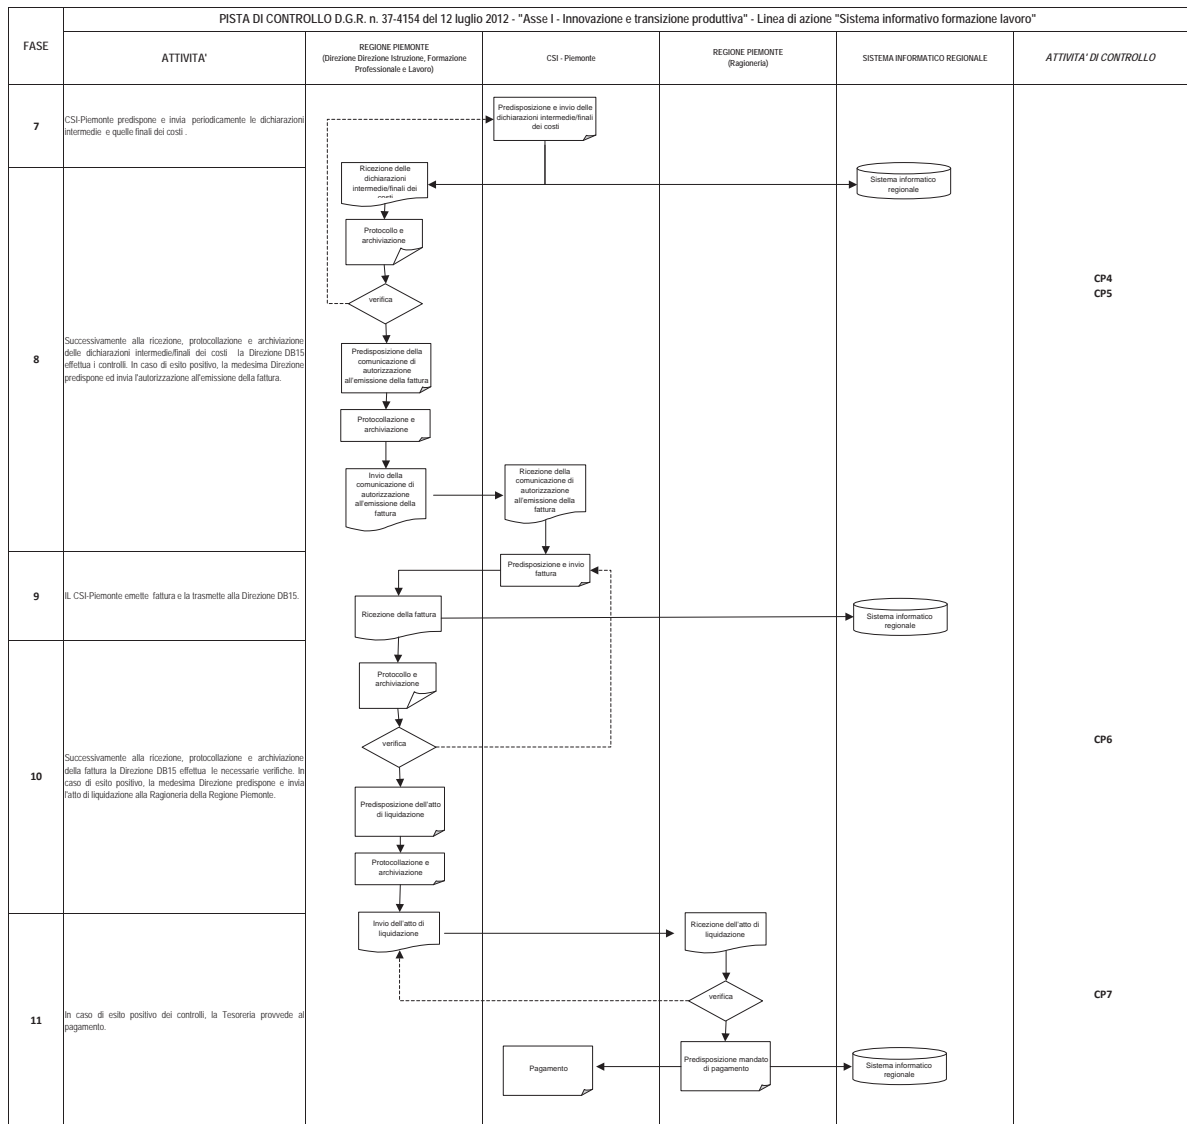 PISTA DI CONTROLLO D.G.R. n. 37-4154 del 12 luglio 2012 - "Asse I - Innovazione e transizione produttiva" - Linea di azione "Sistema informativo formazione lavoro"
FASE
ATTIVITA'
REGIONE PIEMONTE
(Direzione Direzione Istruzione, Formazione
Professionale e Lavoro)
CSI - Piemonte
REGIONE PIEMONTE
(Ragioneria)
SISTEMA INFORMATICO REGIONALE
ATTIVITA' DI CONTROLLO
7
CSI-Piemonte predispone e invia periodicamente le dichiarazioni
intermedie e quelle finali dei costi .
Predisposizione e invio delle
dichiarazioni intermedie/finali
dei costi
8
Successivamente alla ricezione, protocollazione e archiviazione
delle dichiarazioni intermedie/finali dei costi la Direzione DB15
effettua i controlli. In caso di esito positivo, la medesima Direzione
predispone ed invia l'autorizzazione all'emissione della fattura.
Ricezione delle
dichiarazioni
intermedie/finali dei
costi
Sistema informatico
regionale
Protocollo e
archiviazione
verifica
CP4
CP5
Predisposizione della
comunicazione di
autorizzazione
all'emissione della fattura
Protocollazione e
archiviazione
Invio della
comunicazione di
autorizzazione
all'emissione della
fattura
Ricezione della
comunicazione di
autorizzazione
all'emissione della
fattura
9
IL CSI-Piemonte emette fattura e la trasmette alla Direzione DB15.
Predisposizione e invio
fattura
Ricezione della fattura
Sistema informatico
regionale
10
Successivamente alla ricezione, protocollazione e archiviazione
della fattura la Direzione DB15 effettua le necessarie verifiche. In
caso di esito positivo, la medesima Direzione predispone e invia
l'atto di liquidazione alla Ragioneria della Regione Piemonte.
Protocollo e
archiviazione
verifica
CP6
Predisposizione dell'atto
di liquidazione
Protocollazione e
archiviazione
11
In caso di esito positivo dei controlli, la Tesoreria provvede al
pagamento.
Invio dell'atto di
liquidazione
Ricezione dell'atto di
liquidazione
verifica
CP7
Pagamento
Predisposizione mandato
di pagamento
Sistema informatico
regionale